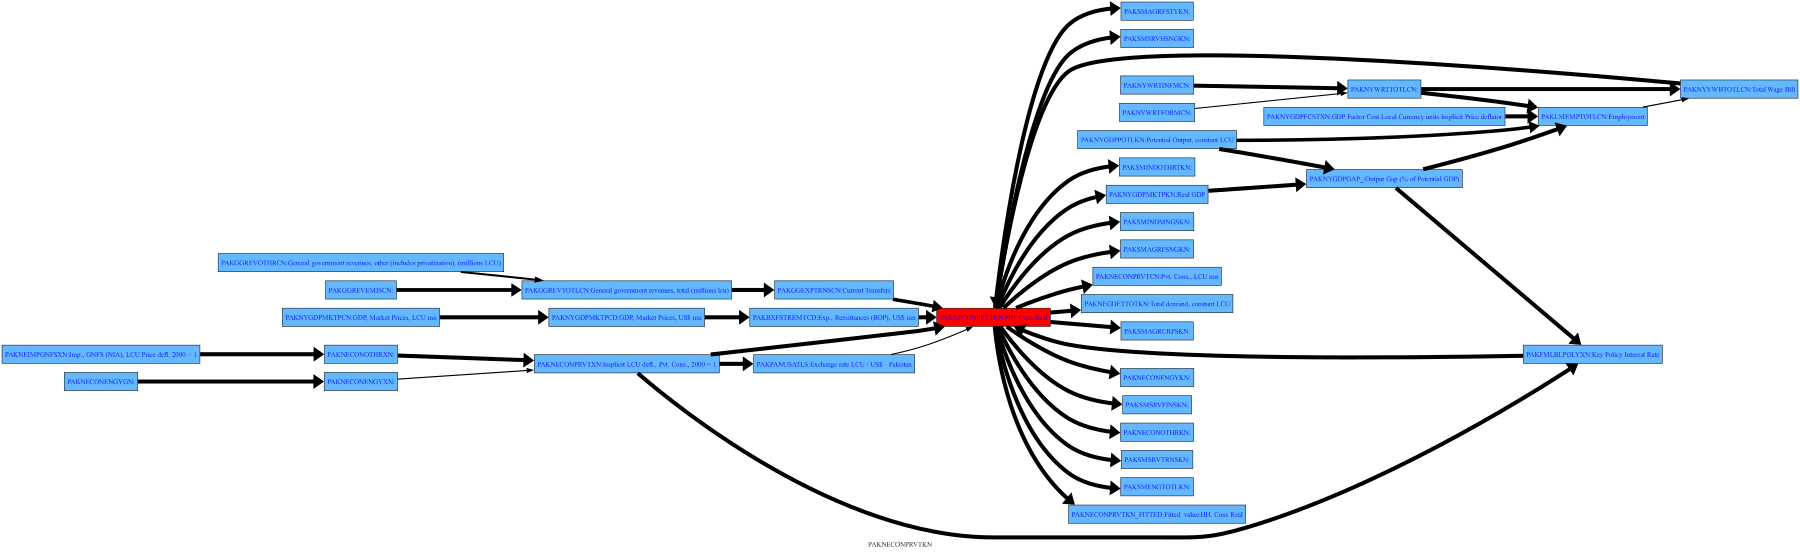 PAKSMAGRFSTYKN:
PAKSMSRVHSNGKN:
PAKNYWRTINFMCN:
PAKNYWRTTOTLCN:
PAKNYYWBTOTLCN:Total Wage Bill
PAKNYWRTFORMCN:
PAKNYGDPFCSTXN:GDP Factor Cost Local Currency units Implicit Price deflator
PAKLMEMPTOTLCN:Employment
PAKNYGDPPOTLKN:Potential Output, constant LCU
PAKSMINDOTHRTKN:
PAKNYGDPGAP_:Output Gap (% of Potential GDP)
PAKNYGDPMKTPKN:Real GDP
PAKSMINDMNGSKN:
PAKSMAGRFSNGKN:
PAKGGREVOTHRCN:General government revenues, other (includes privatization), (millions LCU)
PAKNECONPRVTCN:Pvt. Cons., LCU mn
PAKGGREVEMISCN:
PAKGGREVTOTLCN:General government revenues, total (millions lcu)
PAKGGEXPTRNSCN:Current Transfers
PAKNEGDETTOTKN:Total demand, constant LCU
PAKNYGDPMKTPCN:GDP, Market Prices, LCU mn
PAKNYGDPMKTPCD:GDP, Market Prices, US$ mn
PAKBXFSTREMTCD:Exp., Remittances (BOP), US$ mn
PAKNECONPRVTKN:HH. Cons Real
PAKSMAGRCRPSKN:
PAKNEIMPGNFSXN:Imp., GNFS (NIA), LCU Price defl. 2000 = 1
PAKNECONOTHRXN:
PAKNECONPRVTXN:Implicit LCU defl., Pvt. Cons., 2000 = 1
PAKPANUSATLS:Exchange rate LCU / US$ - Pakistan
PAKFMLBLPOLYXN:Key Policy Interest Rate
PAKNECONENGYGN:
PAKNECONENGYXN:
PAKNECONENGYKN:
PAKSMSRVFINSKN:
PAKNECONOTHRKN:
PAKSMSRVTRNSKN:
PAKSMENGTOTLKN:
PAKNECONPRVTKN_FITTED:Fitted value:HH. Cons Real
PAKNECONPRVTKN